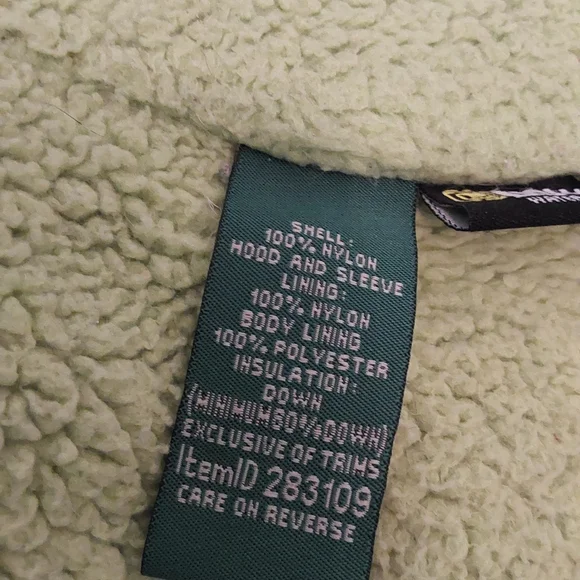 SHELL:
100% NYLON
HOOD AND SLEEVE
LINING:
100% NYLON
BODY LINING
100% POLYESTER
INSULATION:
DOWN
(MINIMUM80%DOWN)
EXCLUSIVE OF TRIMS
ItemID 283109
CARE ON REVERSE